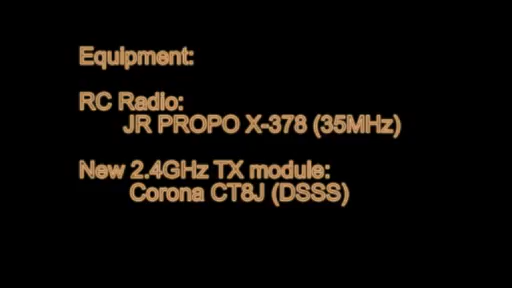 Equipment:
RC Radio:
JR PROPO X-378 (35MHz)
New 2.4GHz TX module:
Corona CT8J (DSSS)